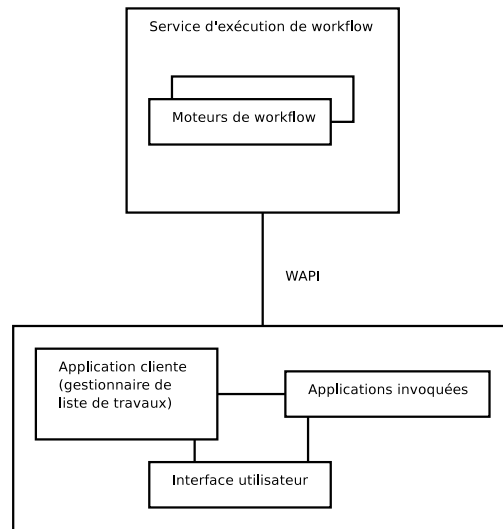 Service d'exécution de workflow
Moteurs de workflow
WAPI
Application cliente
(gestionnaire de
liste de travaux)
Applications invoquées
Interface utilisateur